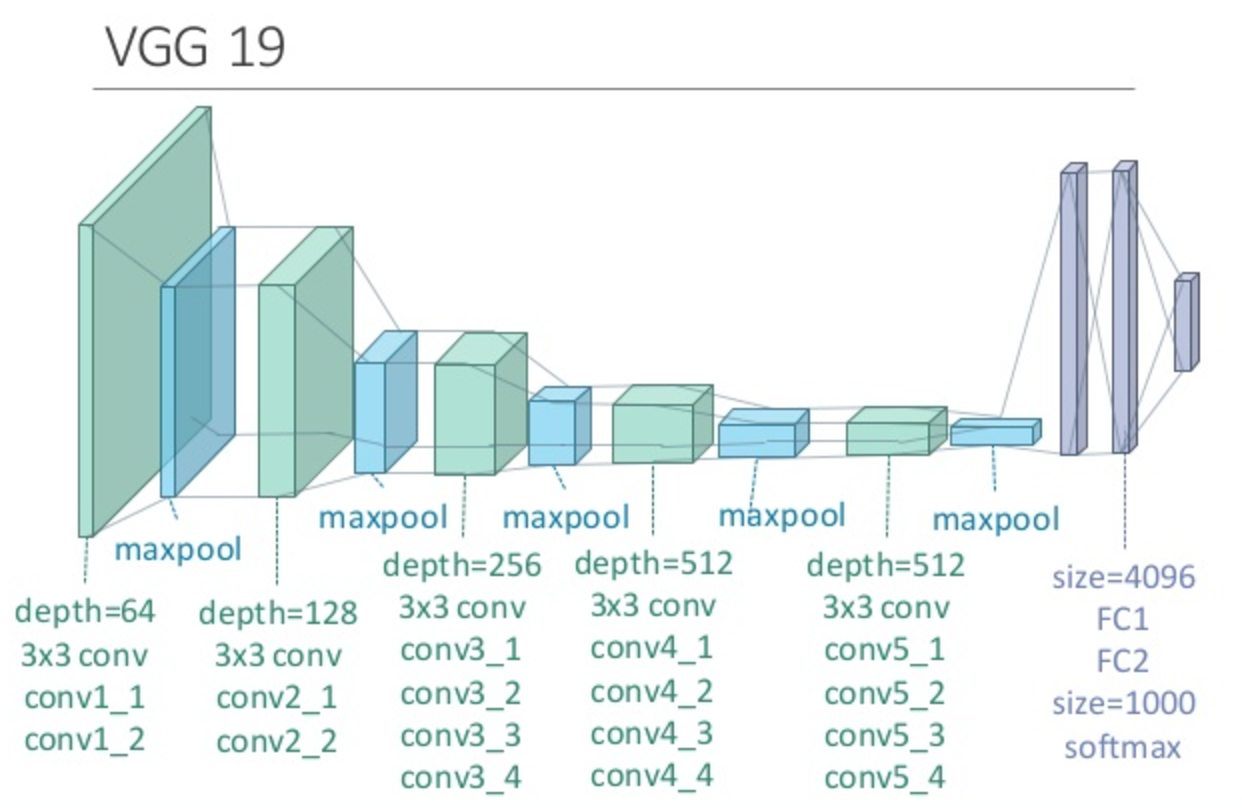 VGG 19
maxpool
depth=64
3x3 conv
conv1_1
conv1_2
depth=128
3x3 conv
conv2_1
conv2_2
maxpool
depth=256
3x3 conv
conv3_1
conv3_2
conv3_3
conv3_4
maxpool
depth=512
3x3 conv
conv4_1
conv4_2
conv4_3
conv4_4
maxpool
depth=512
3x3 conv
conv5_1
conv5_2
conv5_3
conv5_4
maxpool
size=4096
FC1
FC2
size=1000
softmax